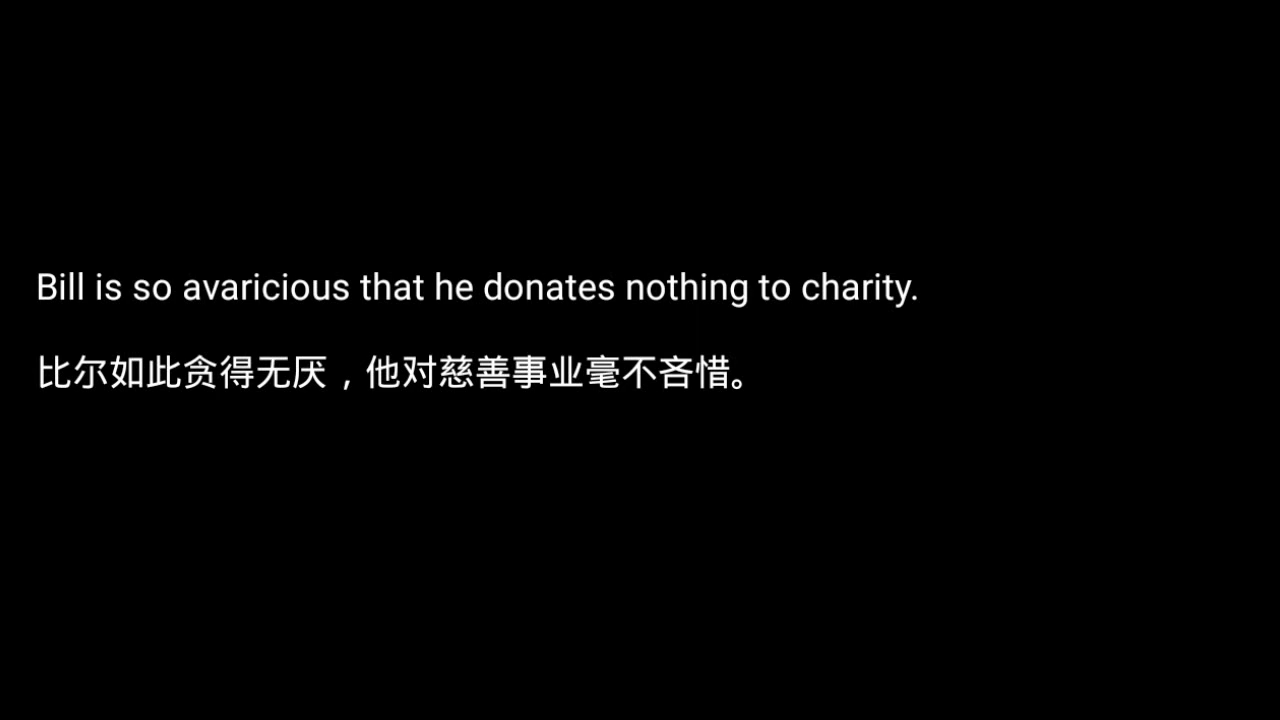 Bill is so avaricious that he donates nothing to charity.
比尔如此贪得无厌，他对慈善事业毫不吝惜。